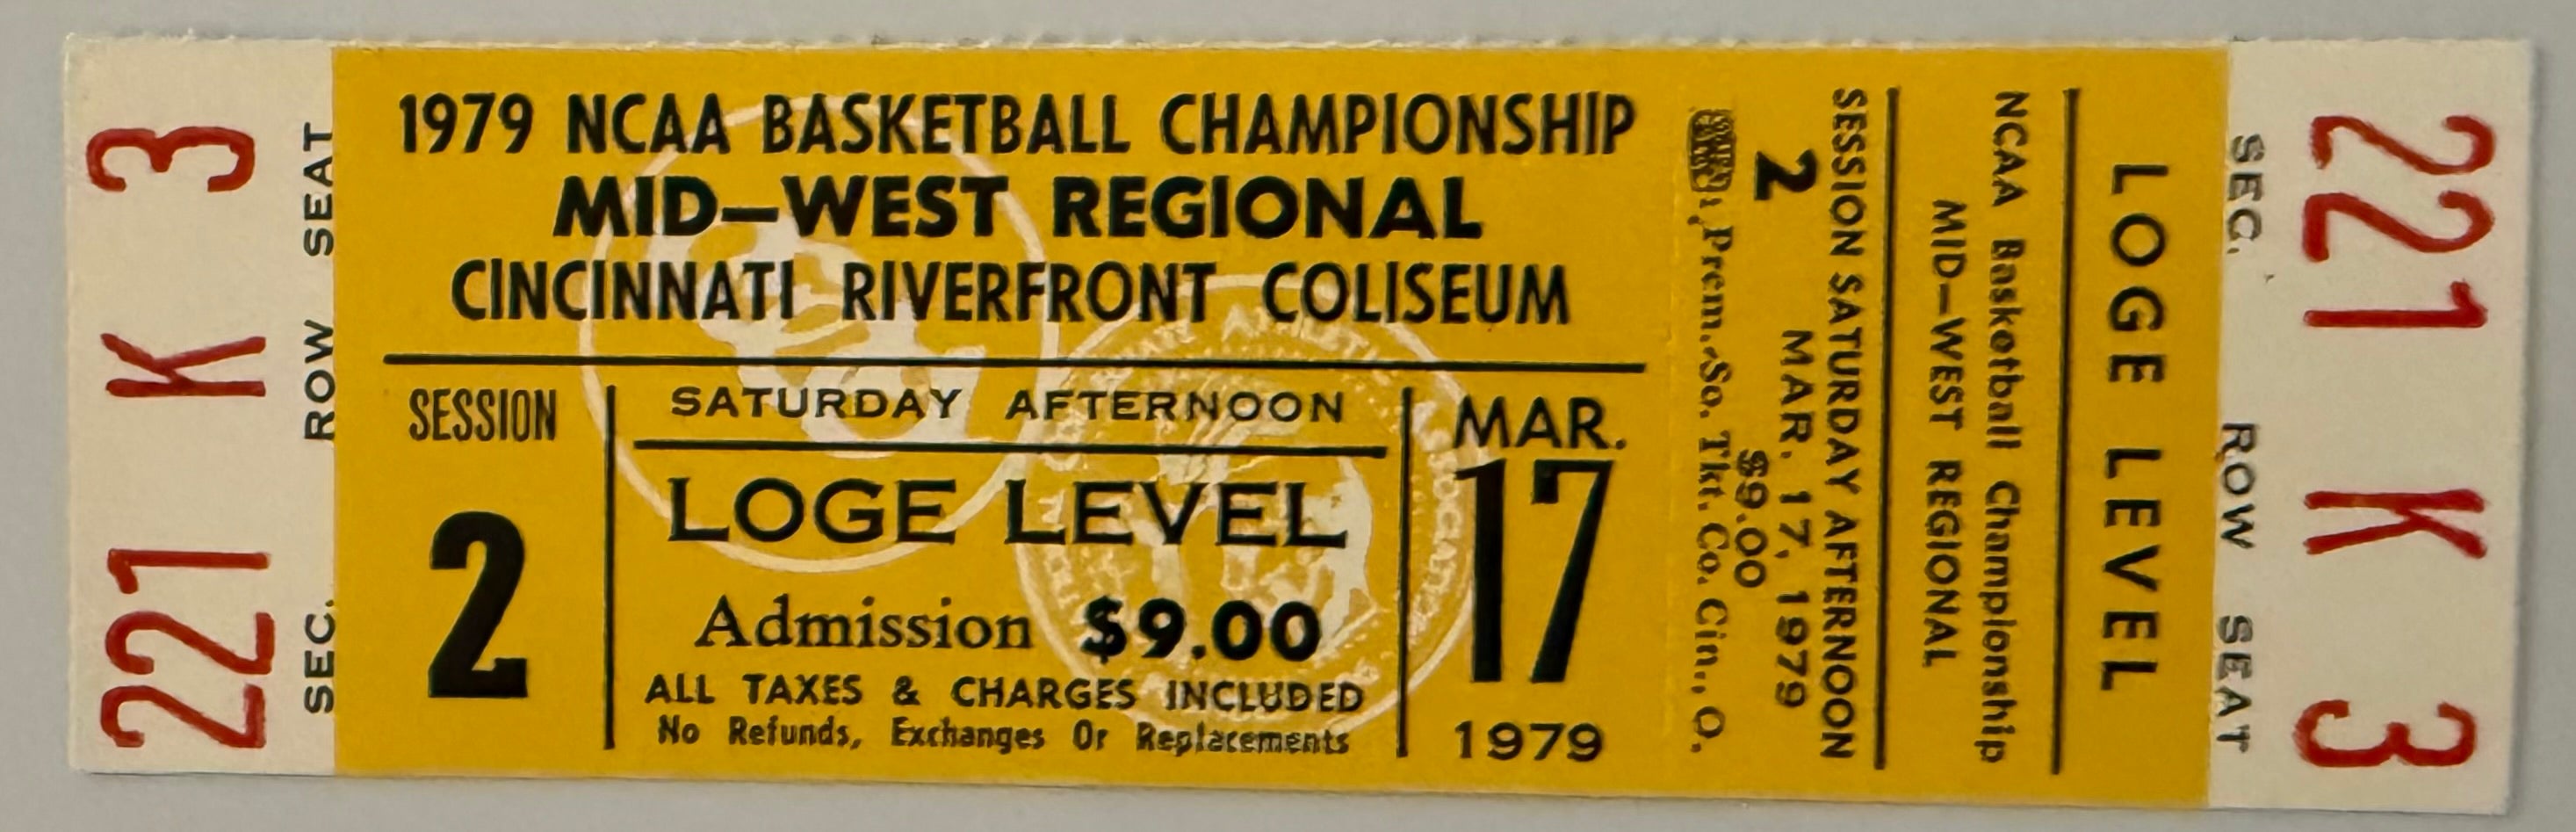 221 K 3
SEC. ROW SEAT
1979 NCAA BASKETBALL CHAMPIONSHIP
MID-WEST REGIONAL
CINCINNATI RIVERFRONT COLISEUM
SESSION
2
SATURDAY AFTERNOON
LOGE LEVEL
Admission $9.00
ALL TAXES & CHARGES INCLUDED
No Refunds, Exchanges Or Replacements
MAR.
17
1979
LOGE LEVEL
NCAA Basketball Championship
MID-WEST REGIONAL
SESSION SATURDAY AFTERNOON
2 MAR. 17, 1979
$9.00
Prem.-So. Tkt. Co. Cin., O.
221 K 3
SEC. ROW SEAT